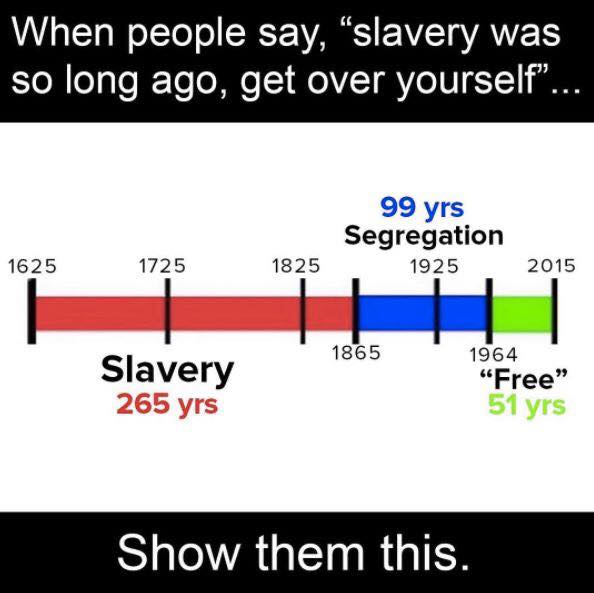 When people say, “slavery was
so long ago, get over yourself”...
99 yrs
Segregation
1625 1725 1825 1925 2015
1865 1964
Slavery
265 yrs
“Free”
51 yrs
Show them this.